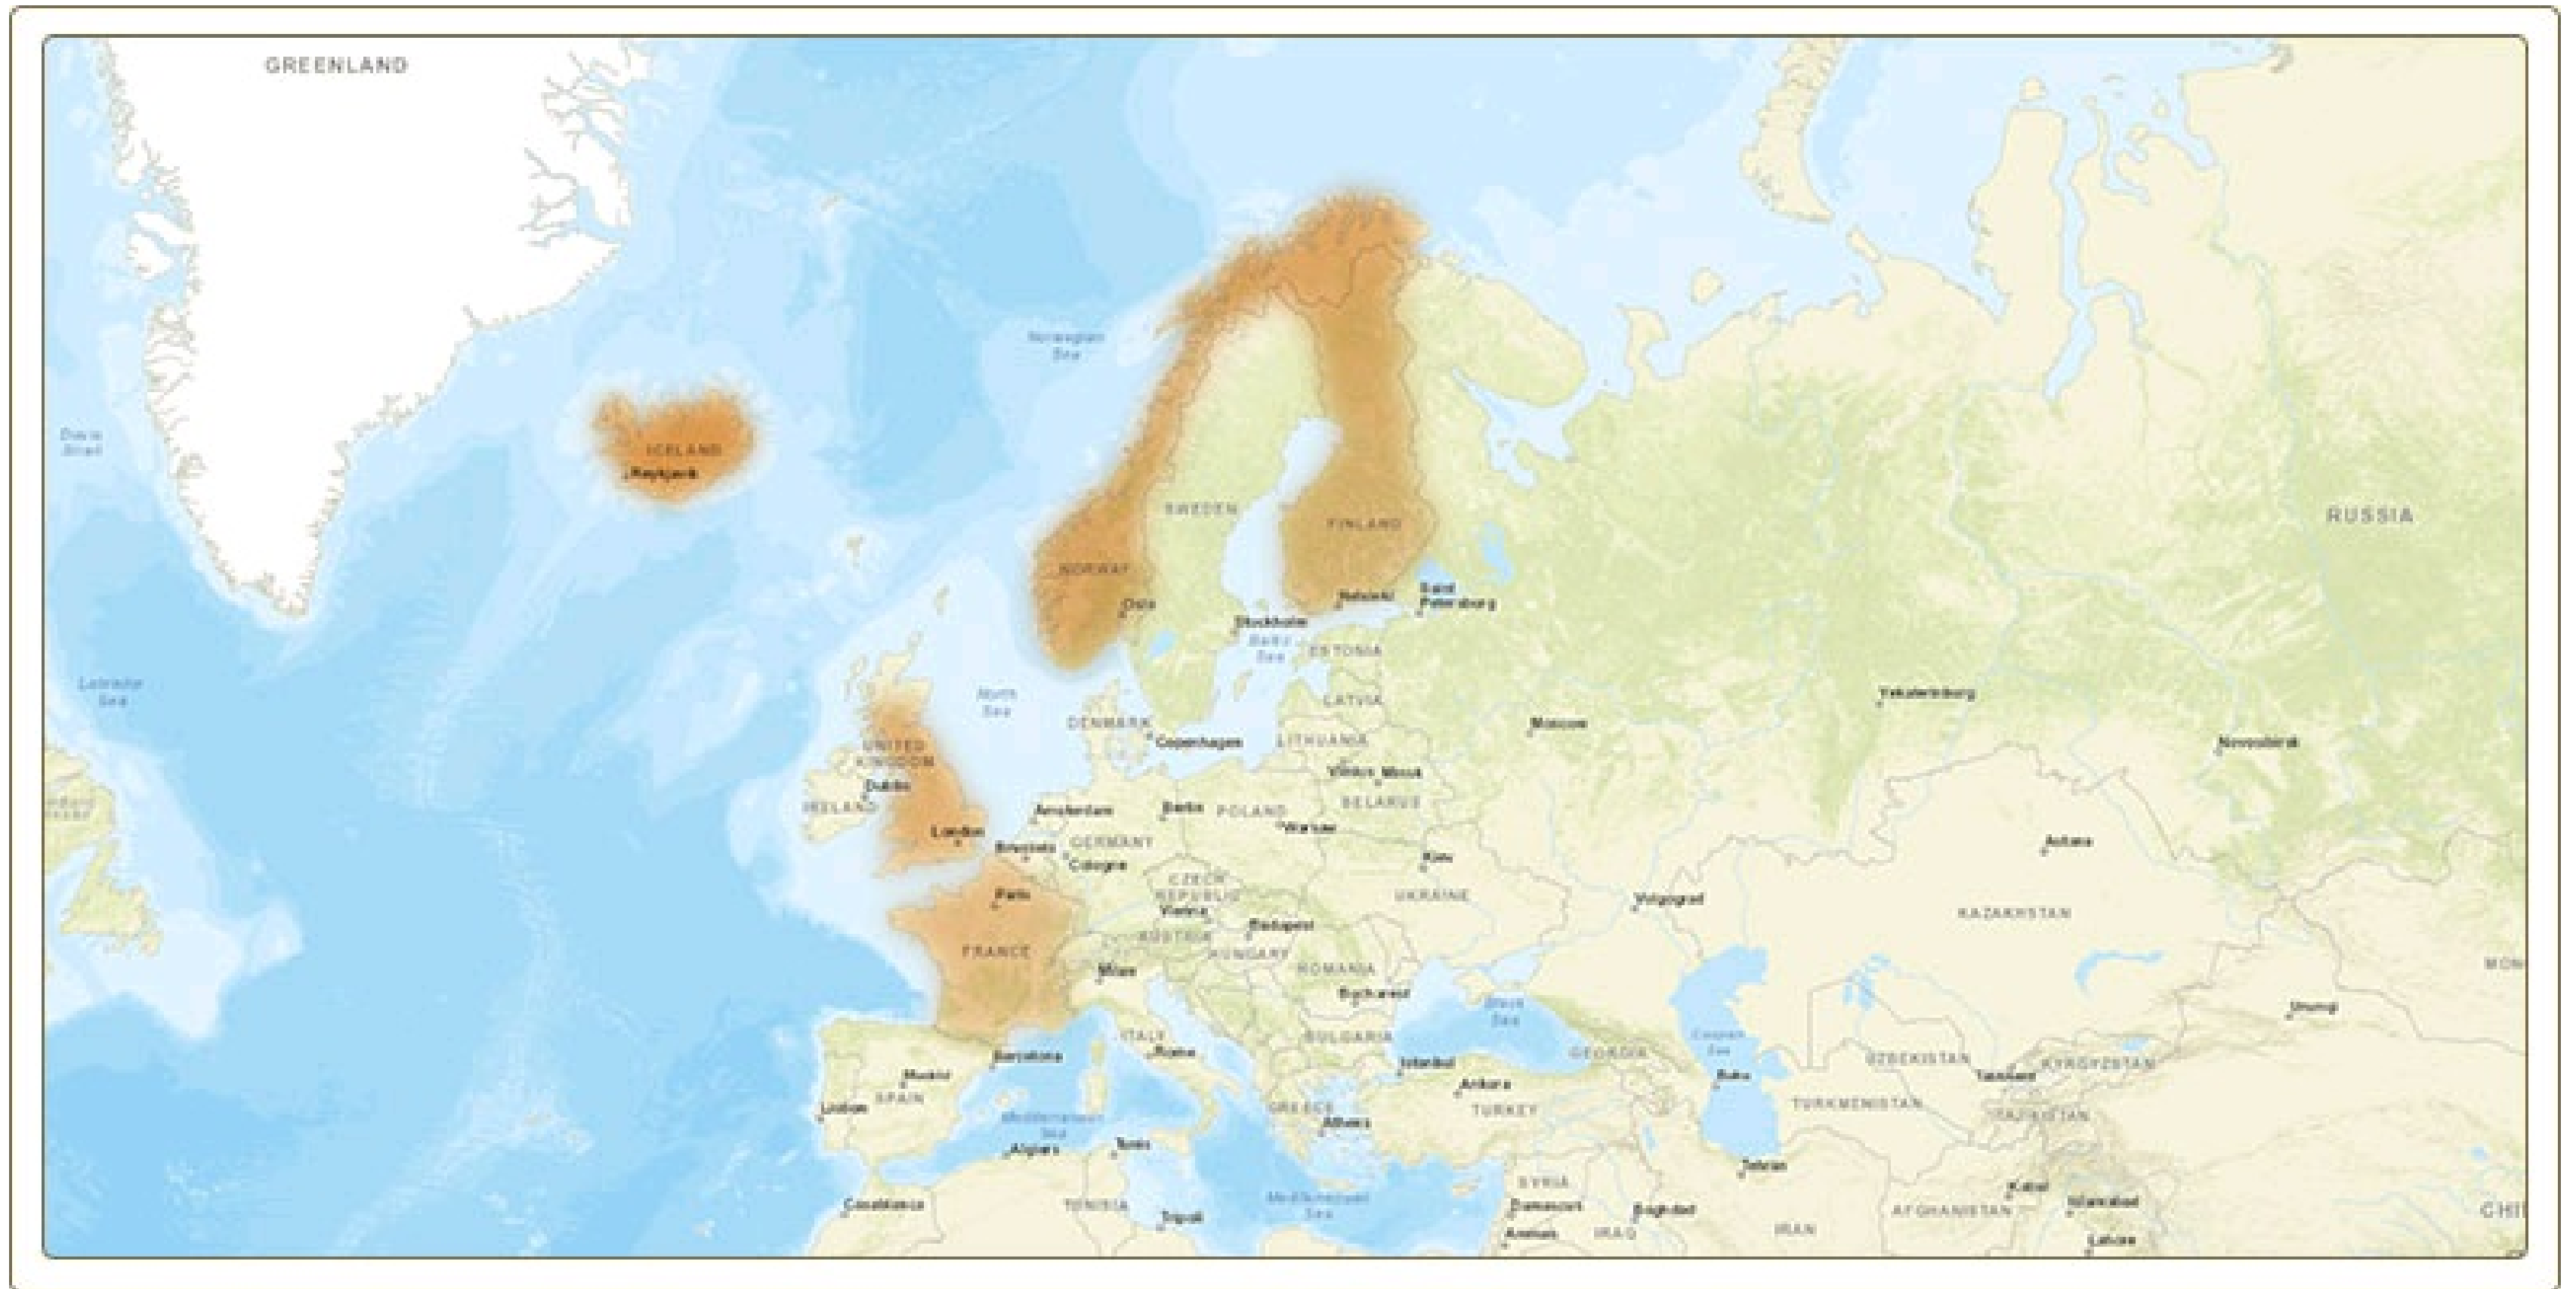 GREENLAND
Norwegian
Sea
Davis
Strait
ICELAND
Reykjavik
SWEDEN
FINLAND
RUSSIA
NORWAY
Oslo
Helsinki
Saint
Petersburg
Stockholm
Baltic
Sea
ESTONIA
Labrador
Sea
North
Sea
LATVIA
Yekaterinburg
DENMARK
Moscow
Copenhagen
LITHUANIA
Novosibirsk
UNITED
KINGDOM
Vilnius Minsk
Dublin
IRELAND
Amsterdam
Berlin
POLAND
BELARUS
London
Warsaw
GERMANY
Brussels
Cologne
Astana
Kiev
CZECH
REPUBLIC
Paris
UKRAINE
Volgograd
Vienna
KAZAKHSTAN
Budapest
AUSTRIA
FRANCE
HUNGARY
MON
Milan
ROMANIA
Bucharest
Black
Sea
Urumqi
ITALY
BULGARIA
Caspian
Sea
Barcelona
Rome
Istanbul
GEORGIA
UZBEKISTAN
KYRGYZSTAN
Madrid
SPAIN
Ankara
Baku
Tashkent
Lisbon
GREECE
TURKEY
TURKMENISTAN
TAJIKISTAN
Mediterranean
Sea
Athens
Algiers
Tunis
Tehran
SYRIA
Kabul
Casablanca
TUNISIA
Mediterranean
Sea
Damascus
Baghdad
Islamabad
AFGHANISTAN
CHI
Tripoli
Amman
IRAQ
IRAN
Lahore